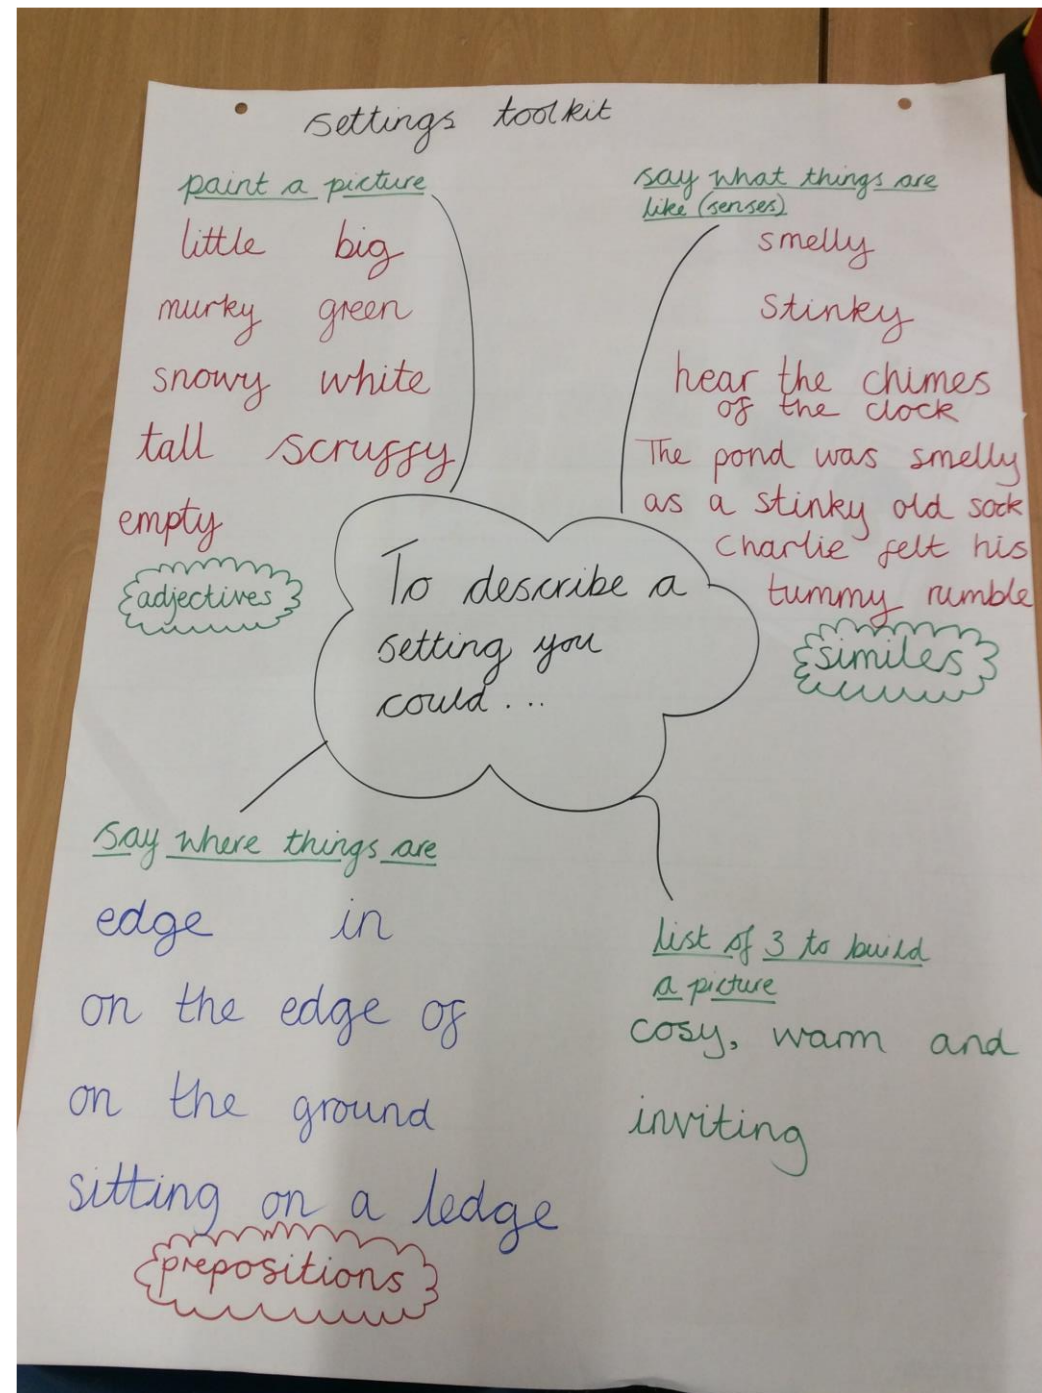 settings toolkit
paint a picture
little big
murky green
snowy white
tall scruffy
empty
adjectives
say what things are
like (senses)
smelly
stinky
hear the chimes
of the clock
The pond was smelly
as a stinky old sock
Charlie felt his
tummy rumble
similes
To describe a
setting you
could...
say where things are
edge in
on the edge of
on the ground
sitting on a ledge
prepositions
list of 3 to build
a picture
cosy, warm and
inviting